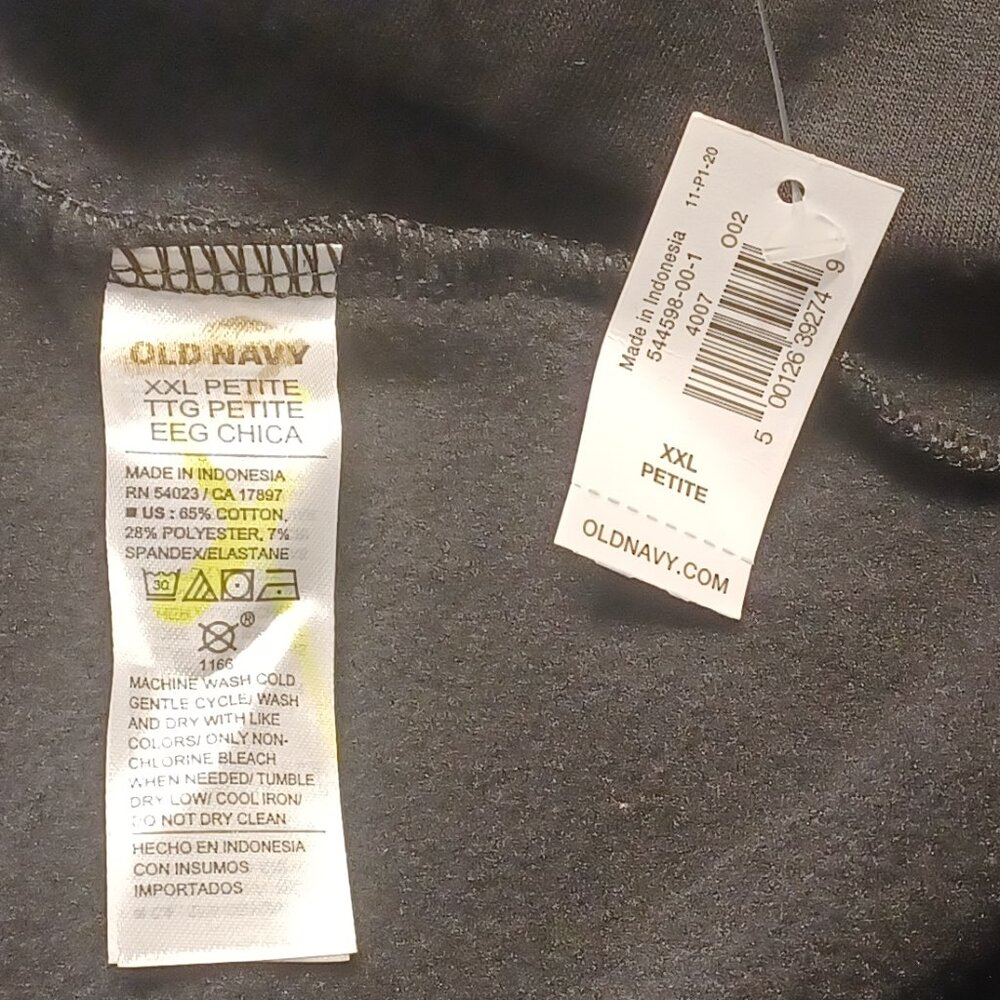 OLD NAVY
XXL PETITE
TTG PETITE
EEG CHICA
MADE IN INDONESIA
RN 54023 / CA 17897
■ US : 65% COTTON,
28% POLYESTER, 7%
SPANDEX/ELASTANE
30
®
1166
MACHINE WASH COLD
GENTLE CYCLE/ WASH
AND DRY WITH LIKE
COLORS/ ONLY NON-
CHLORINE BLEACH
WHEN NEEDED/ TUMBLE
DRY LOW/ COOL IRON/
DO NOT DRY CLEAN
HECHO EN INDONESIA
CON INSUMOS
IMPORTADOS
11-P1-20
Made in Indonesia
544598-00-1
4007 O02
5 00126 39274 9
XXL
PETITE
OLDNAVY.COM